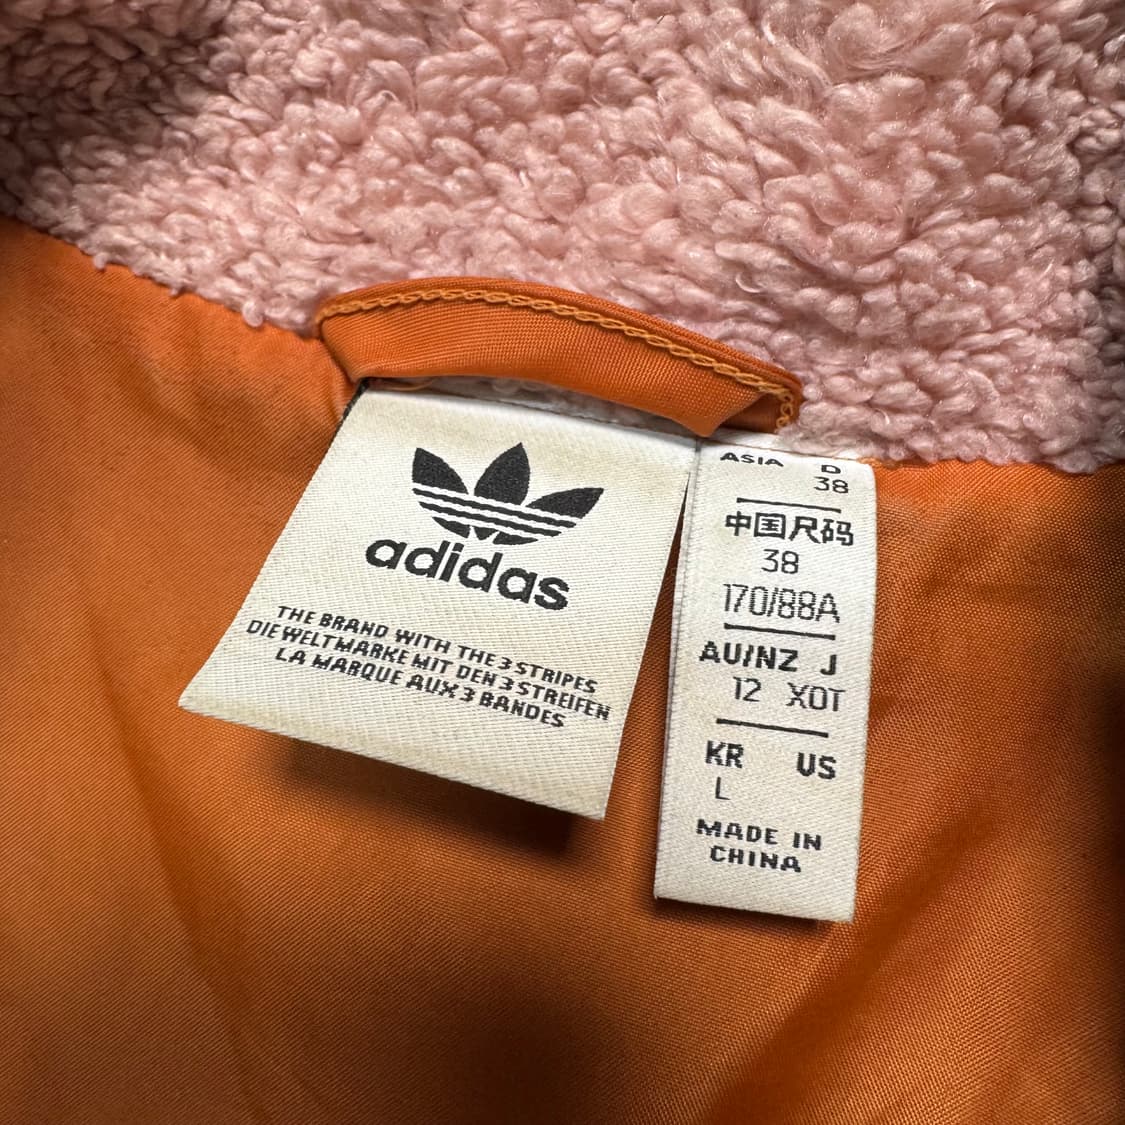 adidas
THE BRAND WITH THE 3 STRIPES
DIE WELTMARKE MIT DEN 3 STREIFEN
LA MARQUE AUX 3 BANDES
ASIA D
38
中国尺码
38
170/88A
AU/NZ J
12 XOT
KR US
L
MADE IN
CHINA